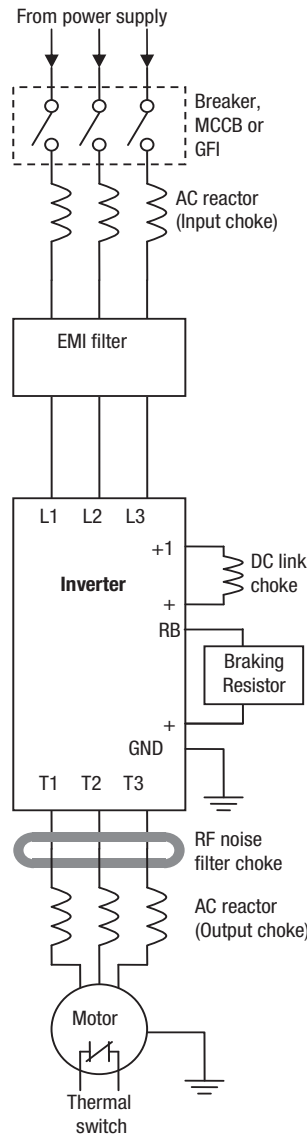 From power supply
Breaker,
MCCB or
GFI
AC reactor
(Input choke)
EMI filter
L1 L2 L3
+1
Inverter
DC link
choke
+
RB
Braking
Resistor
+
GND
T1 T2 T3
RF noise
filter choke
AC reactor
(Output choke)
Motor
Thermal
switch